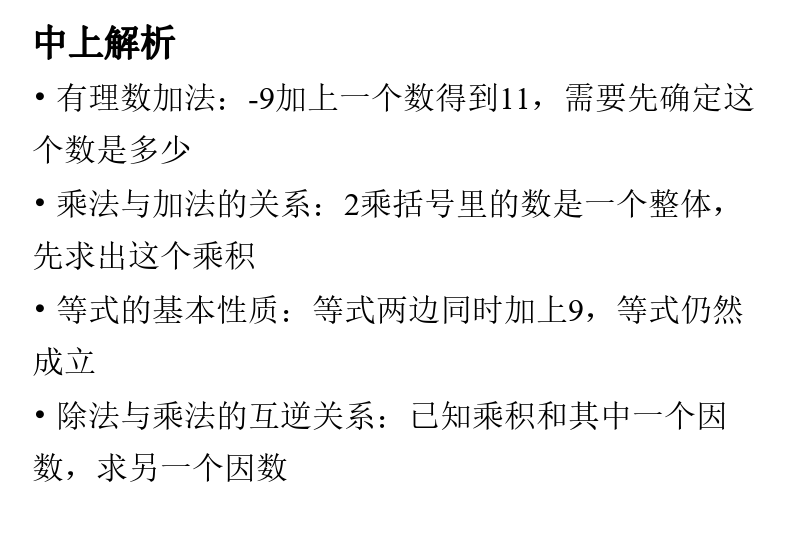 中上解析
• 有理数加法：-9加上一个数得到11，需要先确定这
个数是多少
• 乘法与加法的关系：2乘括号里的数是一个整体，
先求出这个乘积
• 等式的基本性质：等式两边同时加上9，等式仍然
成立
• 除法与乘法的互逆关系：已知乘积和其中一个因
数，求另一个因数